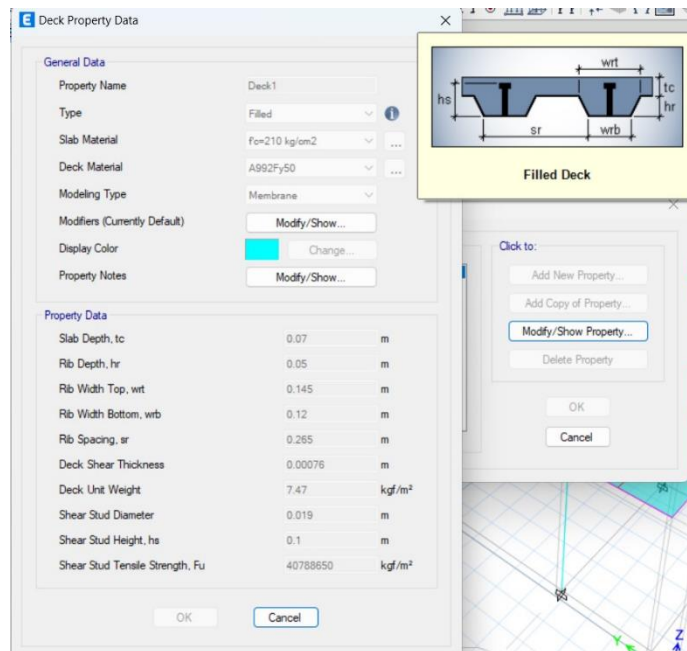 E Deck Property Data
General Data
Property Name Deck1
Type Filled
Slab Material f'c=210 kg/cm2 ...
Deck Material A992Fy50 ...
Modeling Type Membrane
Modifiers (Currently Default) Modify/Show...
Display Color Change...
Property Notes Modify/Show...
Property Data
Slab Depth, tc 0.07 m
Rib Depth, hr 0.05 m
Rib Width Top, wrt 0.145 m
Rib Width Bottom, wrb 0.12 m
Rib Spacing, sr 0.265 m
Deck Shear Thickness 0.00076 m
Deck Unit Weight 7.47 kgf/m²
Shear Stud Diameter 0.019 m
Shear Stud Height, hs 0.1 m
Shear Stud Tensile Strength, Fu 40788650 kgf/m²
OK Cancel
wrt
tc
hs
hr
sr
wrb
Filled Deck
Click to:
Add New Property...
Add Copy of Property...
Modify/Show Property...
Delete Property
OK
Cancel
Y
Z